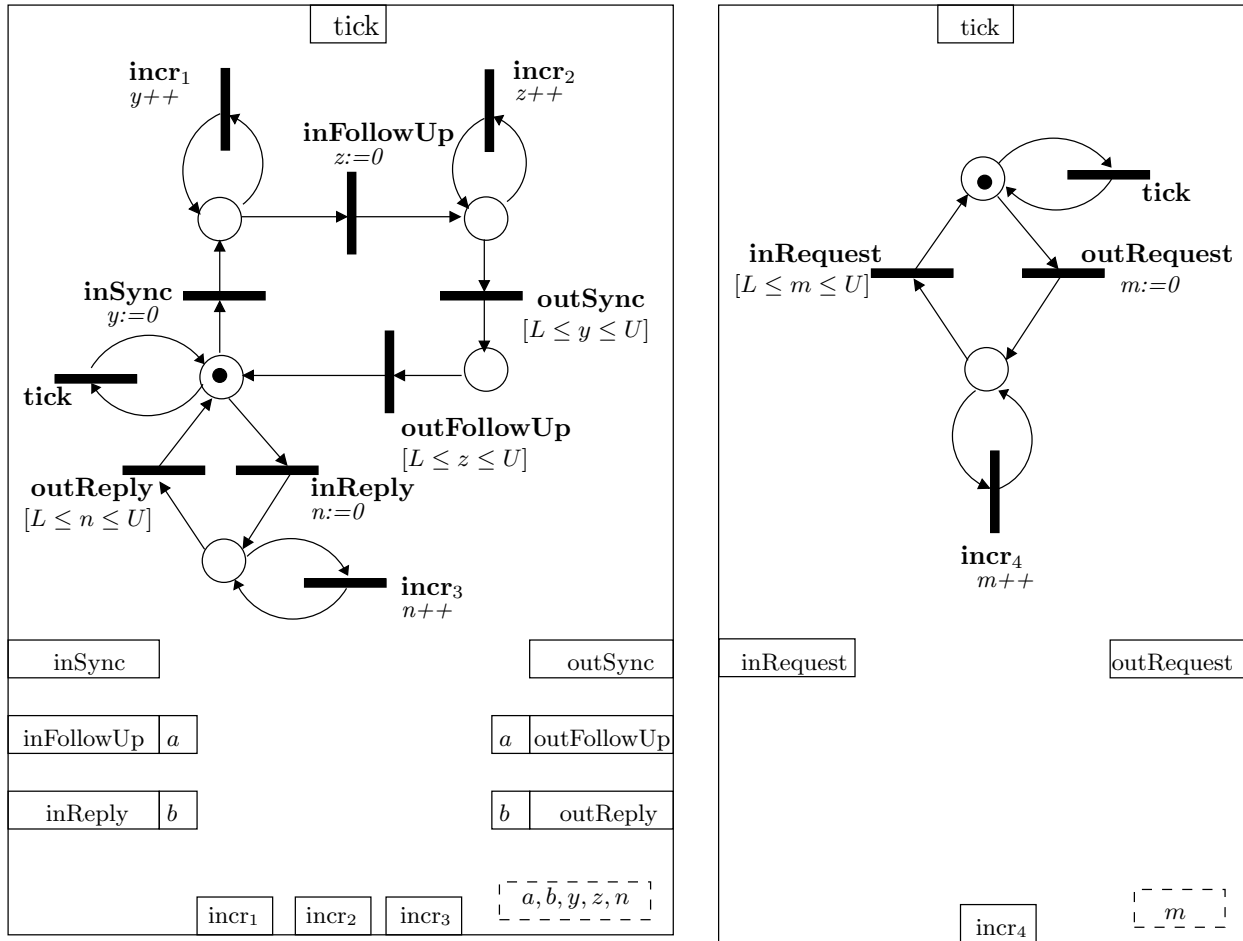 tick
incr₁
y++
incr₂
z++
inFollowUp
z:=0
inSync
y:=0
outSync
[L ≤ y ≤ U]
tick
outFollowUp
[L ≤ z ≤ U]
outReply
[L ≤ n ≤ U]
inReply
n:=0
incr₃
n++
inSync
outSync
inFollowUp a
a outFollowUp
inReply b
b outReply
a, b, y, z, n
incr₁
incr₂
incr₃
tick
tick
inRequest
[L ≤ m ≤ U]
outRequest
m:=0
incr₄
m++
inRequest
outRequest
m
incr₄